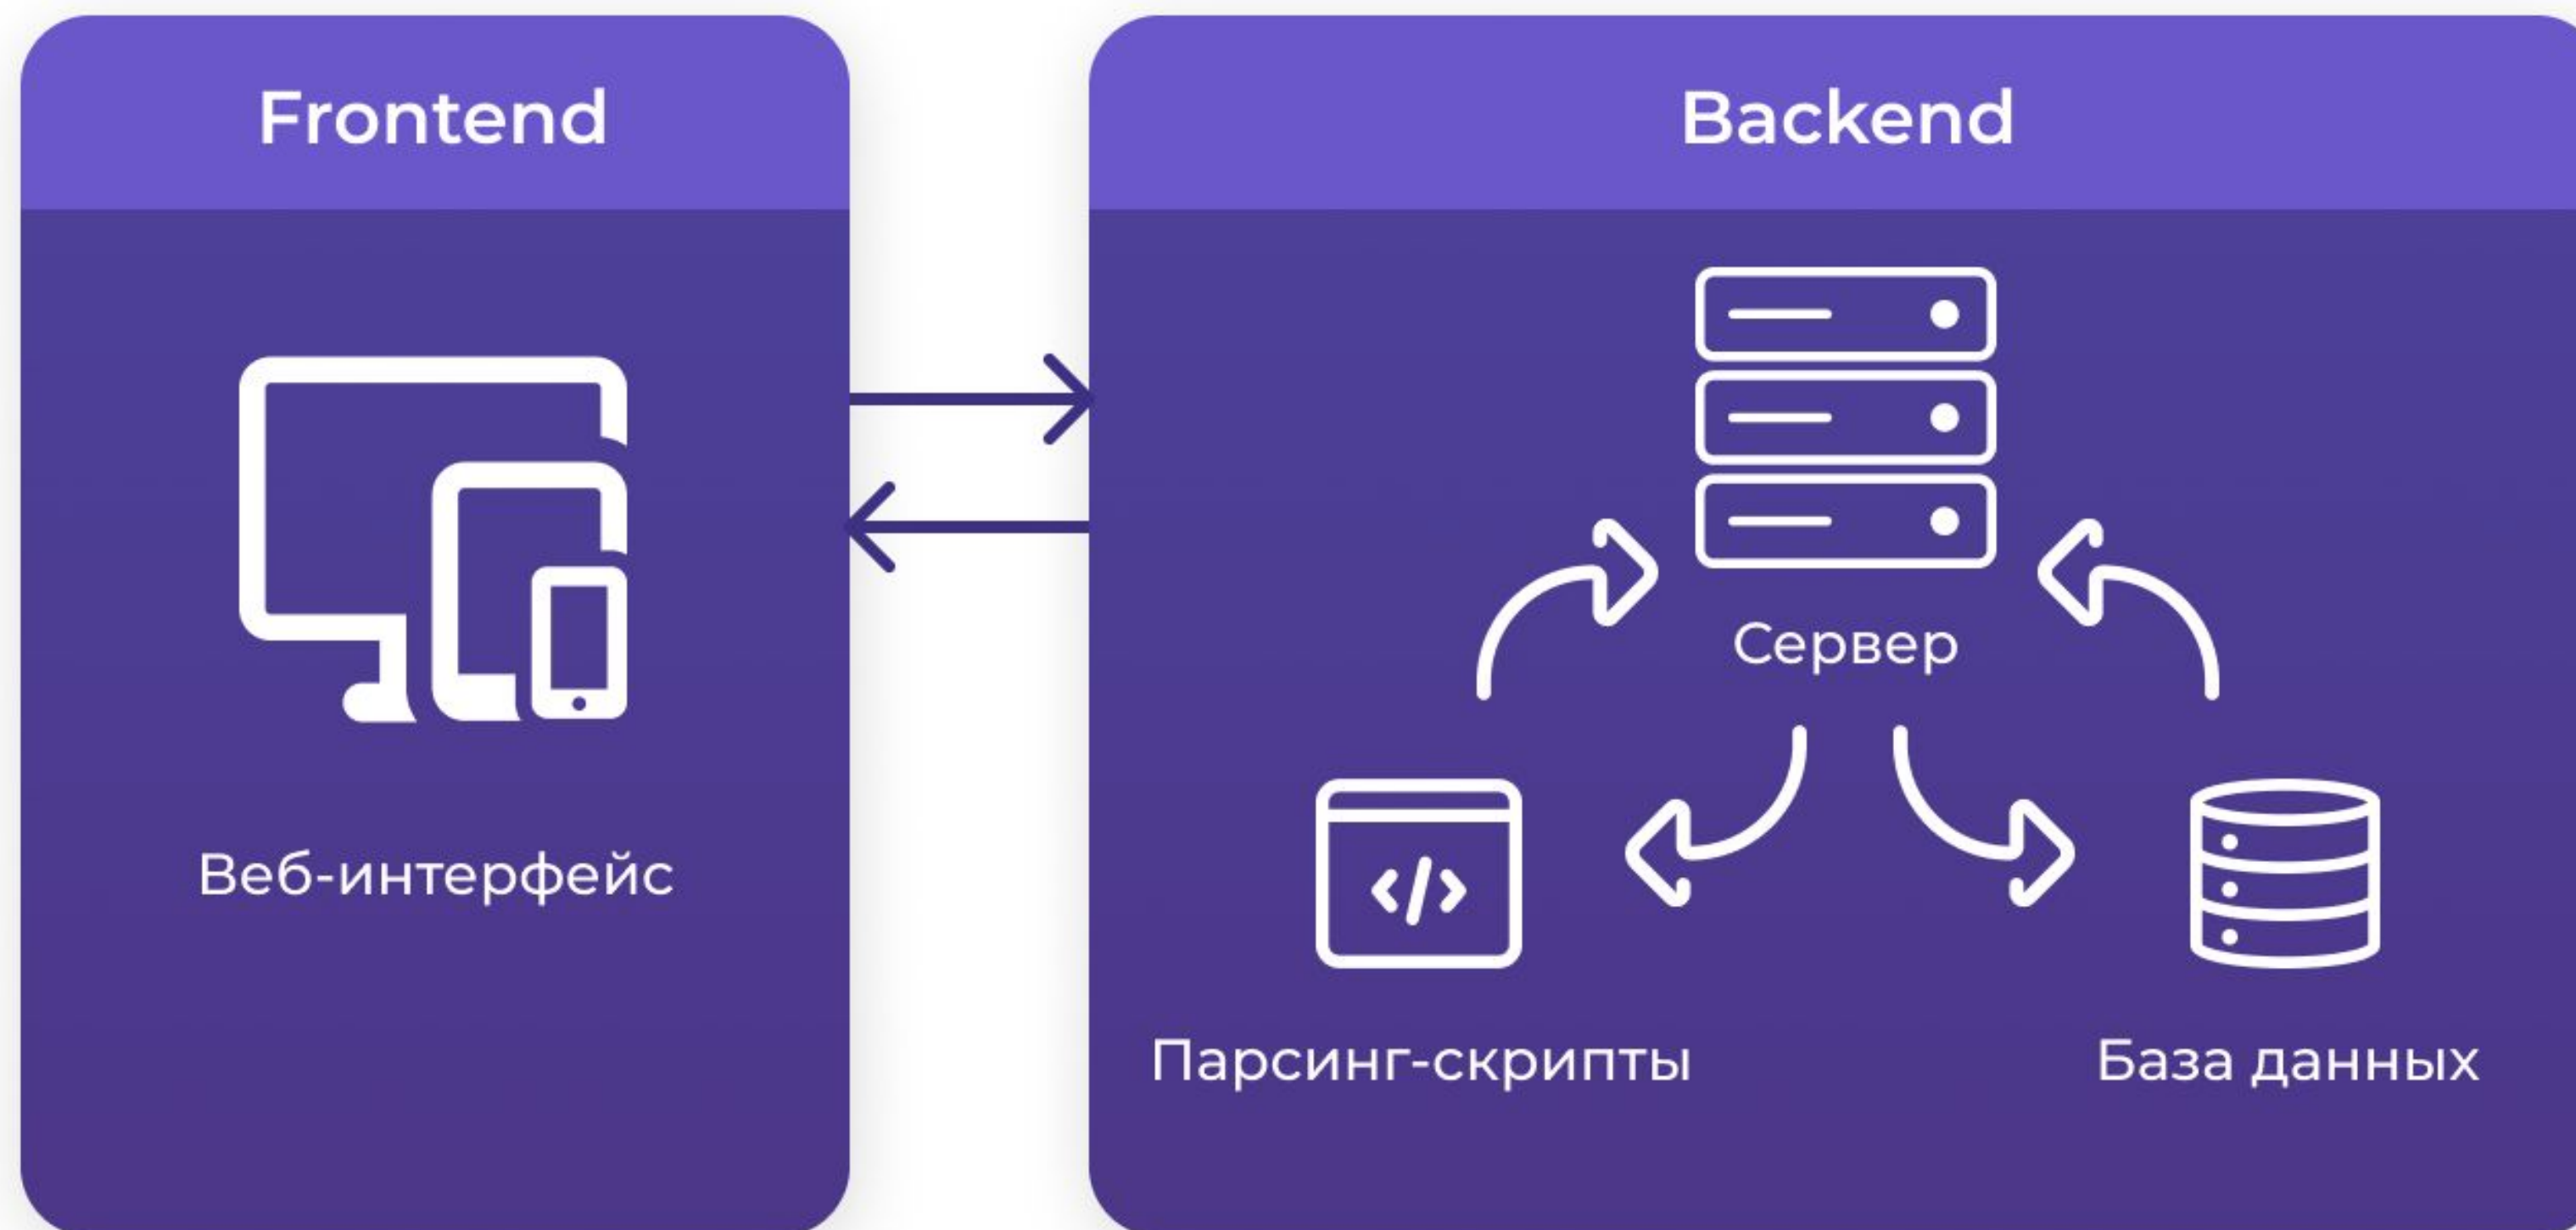 Frontend
Веб-интерфейс
Backend
Сервер
Парсинг-скрипты
База данных